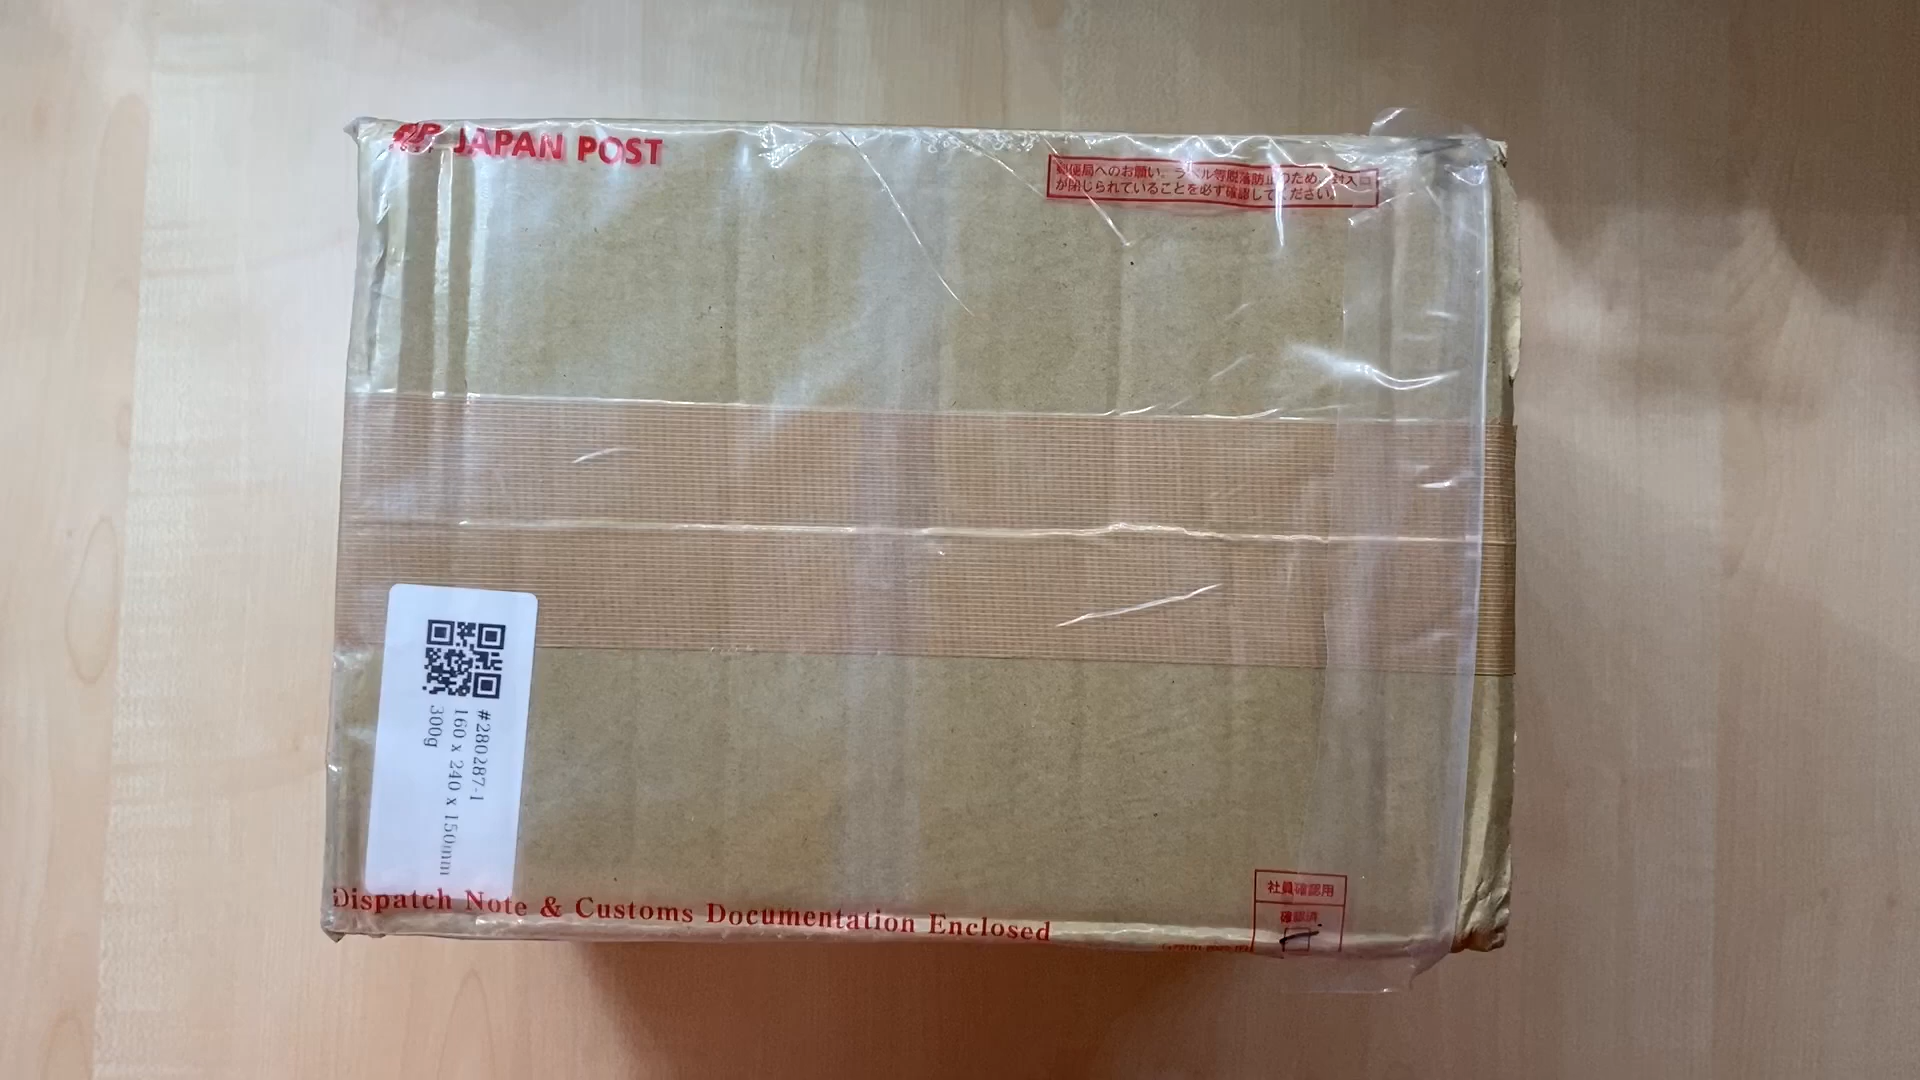 JP JAPAN POST
郵便局へのお願い。ラベル等脱落防止のため、封入口
が閉じられていることを必ず確認してください。
#280287-1
160 x 240 x 150mm
300g
Dispatch Note & Customs Documentation Enclosed
社員確認用
確認済